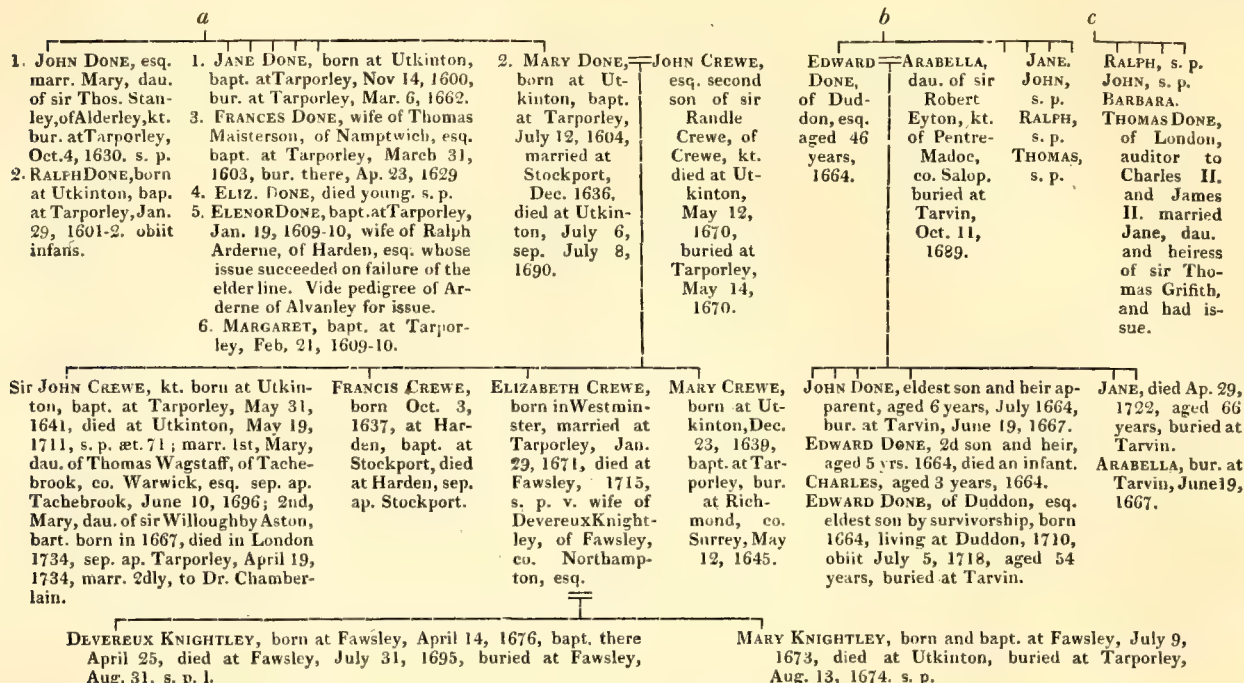 a
b
c
1. JOHN DONE, esq.
marr. Mary, dau.
of sir Thos. Stan-
ley, of Alderley, kt.
bur. at Tarporley,
Oct. 4, 1630. s. p.
2. RALPH DONE, born
at Utkinton, bap.
at Tarporley, Jan.
29, 1601-2. obiit
infans.
1. JANE DONE, born at Utkinton,
bapt. at Tarporley, Nov 14, 1600,
bur. at Tarporley, Mar. 6, 1662.
3. FRANCES DONE, wife of Thomas
Maisterson, of Namptwich, esq.
bapt. at Tarporley, March 31,
1603, bur. there, Ap. 23, 1629
4. ELIZ. DONE, died young. s. p.
5. ELENOR DONE, bapt. at Tarporley,
Jan. 19, 1609-10, wife of Ralph
Arderne, of Harden, esq. whose
issue succeeded on failure of the
elder line. Vide pedigree of Ar-
derne of Alvanley for issue.
6. MARGARET, bapt. at Tarpor-
ley, Feb, 21, 1609-10.
2. MARY DONE,
born at Ut-
kinton, bapt.
at Tarporley,
July 12, 1604,
married at
Stockport,
Dec. 1636,
died at Utkin-
ton, July 6,
sep. July 8,
1690.
JOHN CREWE,
esq. second
son of sir
Randle
Crewe, of
Crewe, kt.
died at Ut-
kinton,
May 12,
1670,
buried at
Tarporley,
May 14,
1670.
EDWARD
DONE,
of Dud-
don, esq.
aged 46
years,
1664.
ARABELLA,
dau. of sir
Robert
Eyton, kt.
of Pentre-
Madoc,
co. Salop.
buried at
Tarvin,
Oct. 11,
1689.
JANE.
JOHN,
s. p.
RALPH,
s. p.
THOMAS,
s. p.
RALPH, s. p.
JOHN, s. p.
BARBARA.
THOMAS DONE,
of London,
auditor to
Charles II.
and James
II. married
Jane, dau.
and heiress
of sir Tho-
mas Grifith,
and had is-
sue.
Sir JOHN CREWE, kt. born at Utkin-
ton, bapt. at Tarporley, May 31,
1641, died at Utkinton, May 19,
1711, s. p. æt. 71; marr. 1st, Mary,
dau. of Thomas Wagstaff, of Tache-
brook, co. Warwick, esq. sep. ap.
Tachebrook, June 10, 1696; 2nd,
Mary, dau. of sir Willoughby Aston,
bart. born in 1667, died in London
1734, sep. ap. Tarporley, April 19,
1734, marr. 2dly, to Dr. Chamber-
lain.
FRANCIS CREWE,
born Oct. 3,
1637, at Har-
den, bapt. at
Stockport, died
at Harden, sep.
ap. Stockport.
ELIZABETH CREWE,
born in Westmin-
ster, married at
Tarporley, Jan.
29, 1671, died at
Fawsley, 1715,
s. p. v. wife of
Devereux Knight-
ley, of Fawsley,
co. Northamp-
ton, esq.
MARY CREWE,
born at Ut-
kinton, Dec.
23, 1639,
bapt. at Tar-
porley, bur.
at Rich-
mond, co.
Surrey, May
12, 1645.
JOHN DONE, eldest son and heir ap-
parent, aged 6 years, July 1664,
bur. at Tarvin, June 19, 1667.
EDWARD DONE, 2d son and heir,
aged 5 yrs. 1664, died an infant.
CHARLES, aged 3 years, 1664.
EDWARD DONE, of Duddon, esq.
eldest son by survivorship, born
1664, living at Duddon, 1710,
obiit July 5, 1718, aged 54
years, buried at Tarvin.
JANE, died Ap. 29,
1722, aged 66
years, buried at
Tarvin.
ARABELLA, bur. at
Tarvin, June 19,
1667.
DEVEREUX KNIGHTLEY, born at Fawsley, April 14, 1676, bapt. there
April 25, died at Fawsley, July 31, 1695, buried at Fawsley,
Aug. 31. s. p. l.
MARY KNIGHTLEY, born and bapt. at Fawsley, July 9,
1673, died at Utkinton, buried at Tarporley,
Aug. 13, 1674. s. p.